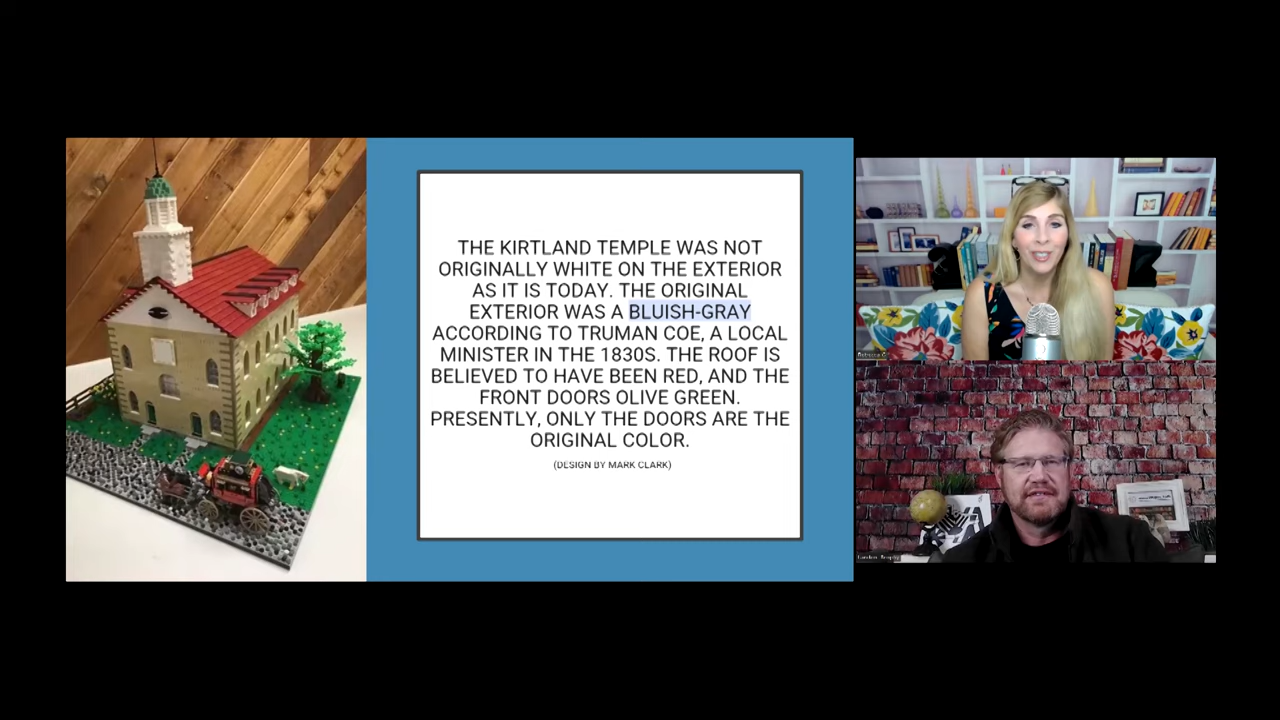 THE KIRTLAND TEMPLE WAS NOT
ORIGINALLY WHITE ON THE EXTERIOR
AS IT IS TODAY. THE ORIGINAL
EXTERIOR WAS A BLUISH-GRAY
ACCORDING TO TRUMAN COE, A LOCAL
MINISTER IN THE 1830S. THE ROOF IS
BELIEVED TO HAVE BEEN RED, AND THE
FRONT DOORS OLIVE GREEN.
PRESENTLY, ONLY THE DOORS ARE THE
ORIGINAL COLOR.
(DESIGN BY MARK CLARK)